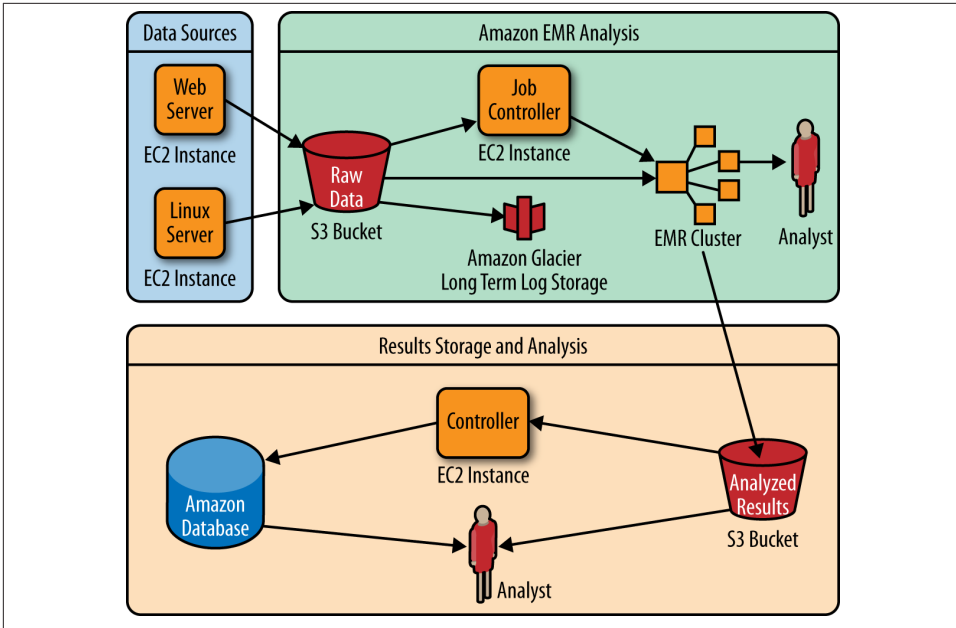 Data Sources
Amazon EMR Analysis
Web
Server
EC2 Instance
Linux
Server
EC2 Instance
Raw
Data
S3 Bucket
Job
Controller
EC2 Instance
Amazon Glacier
Long Term Log Storage
EMR Cluster
Analyst
Results Storage and Analysis
Controller
EC2 Instance
Amazon
Database
Analyzed
Results
S3 Bucket
Analyst